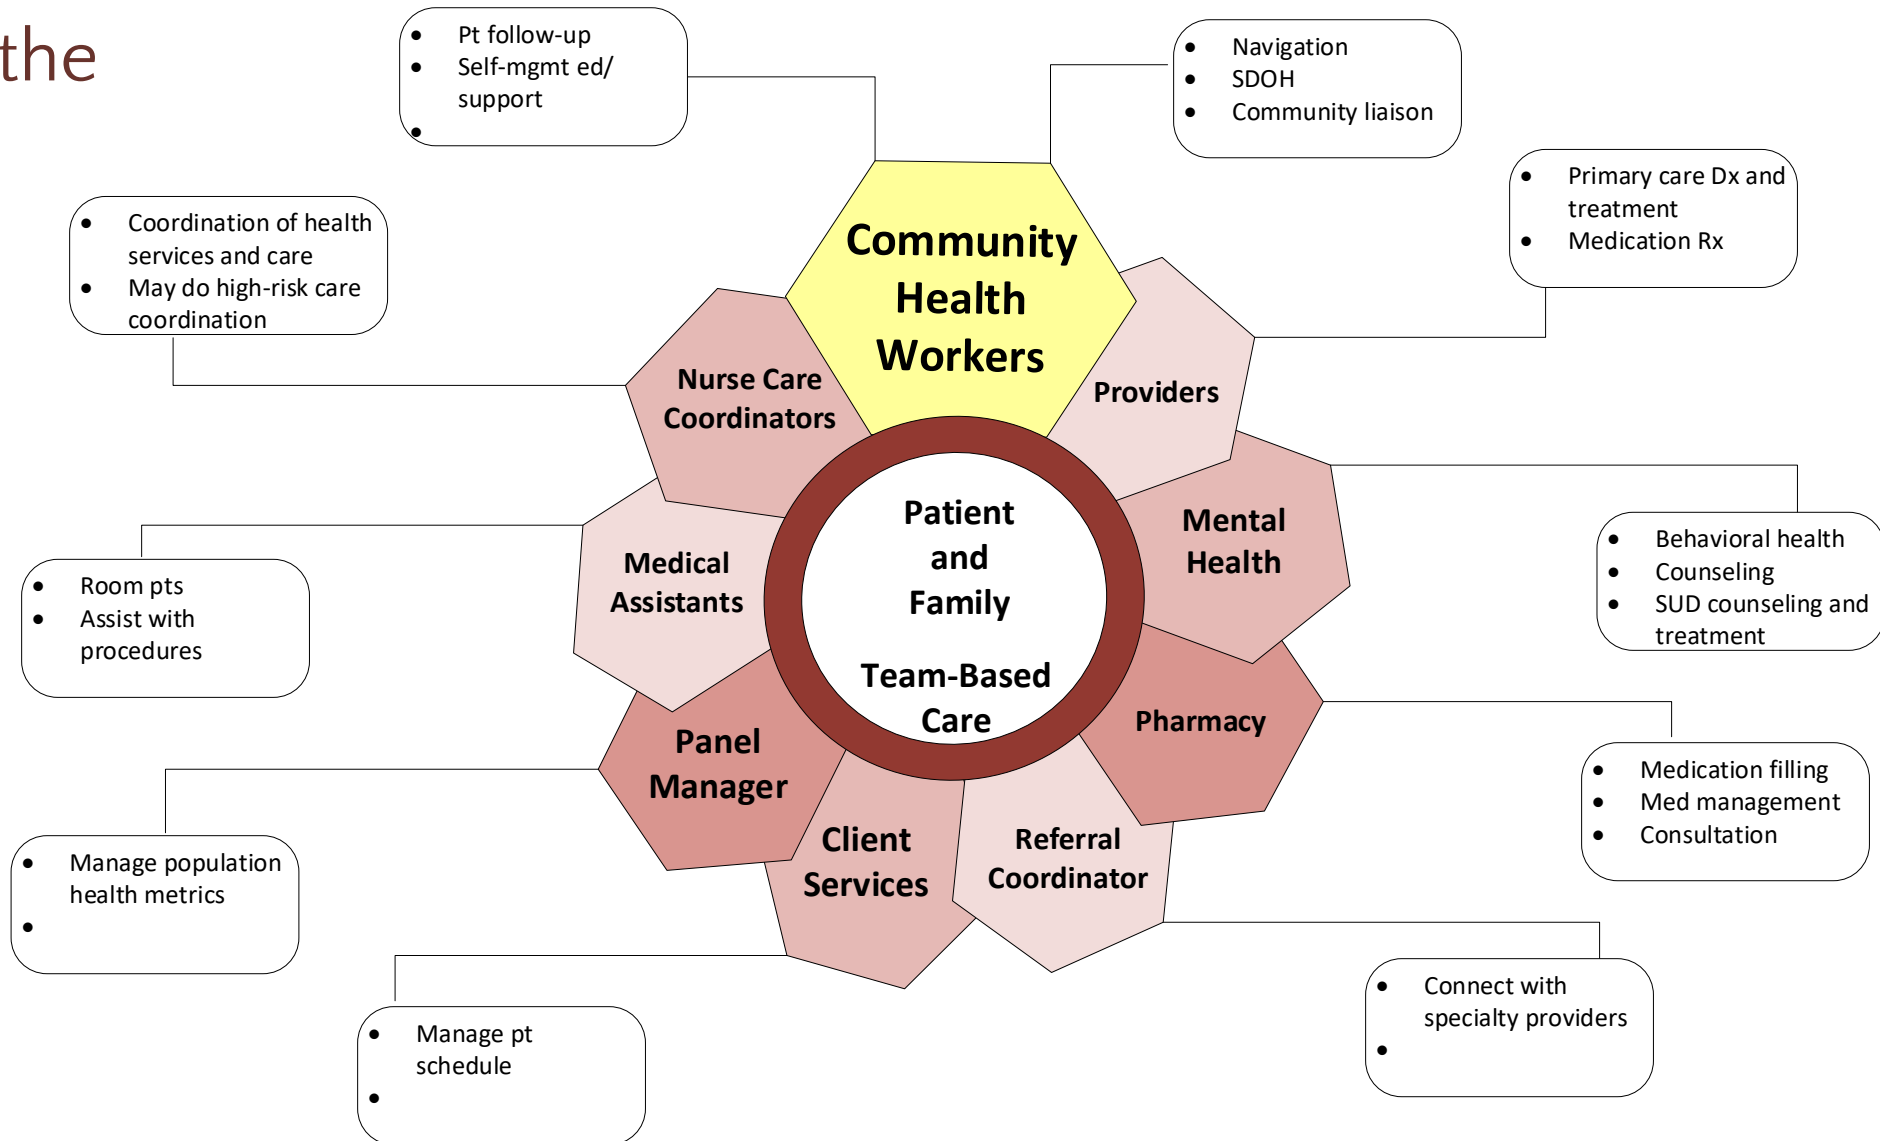 the
• Pt follow-up
• Self-mgmt ed/
support
•
• Navigation
• SDOH
• Community liaison
• Primary care Dx and
treatment
• Medication Rx
• Coordination of health
services and care
• May do high-risk care
coordination
Community
Health
Workers
Nurse Care
Coordinators
Providers
Patient
and
Family
Team-Based
Care
Mental
Health
• Behavioral health
• Counseling
• SUD counseling and
treatment
Medical
Assistants
• Room pts
• Assist with
procedures
Pharmacy
• Medication filling
• Med management
• Consultation
Panel
Manager
• Manage population
health metrics
•
Client
Services
Referral
Coordinator
• Manage pt
schedule
•
• Connect with
specialty providers
•